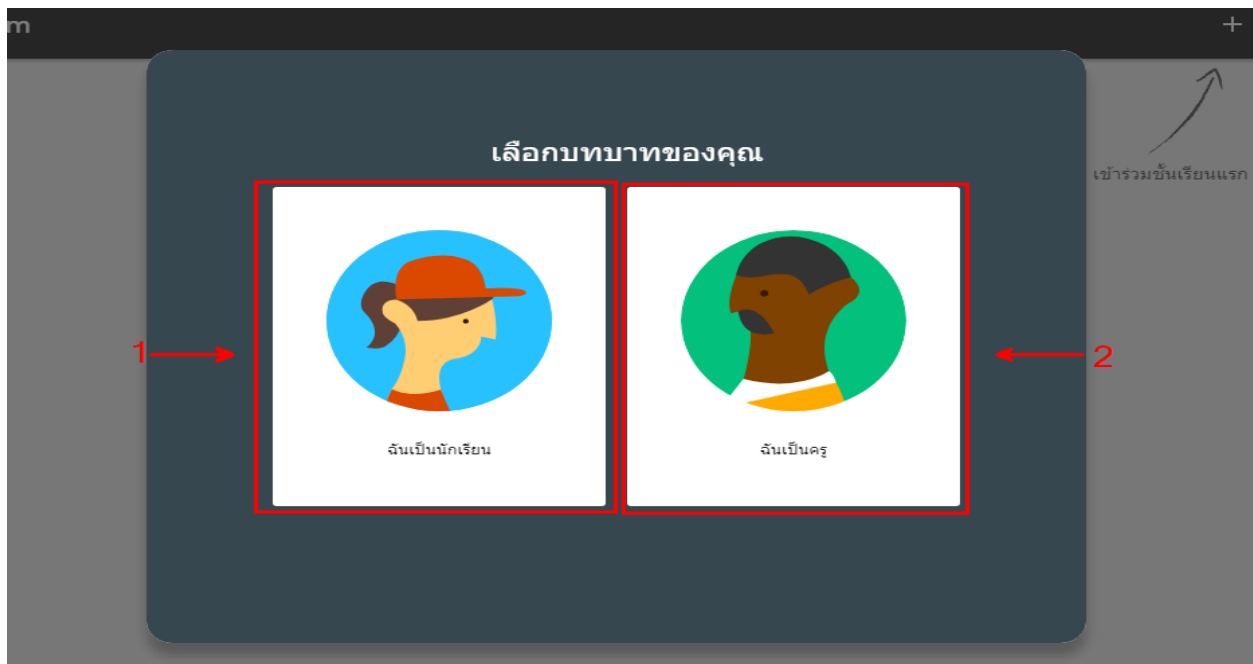 m
+
เลือกบทบาทของคุณ
เข้าร่วมชั้นเรียนแรก
1
2
ฉันเป็นนักเรียน
ฉันเป็นครู